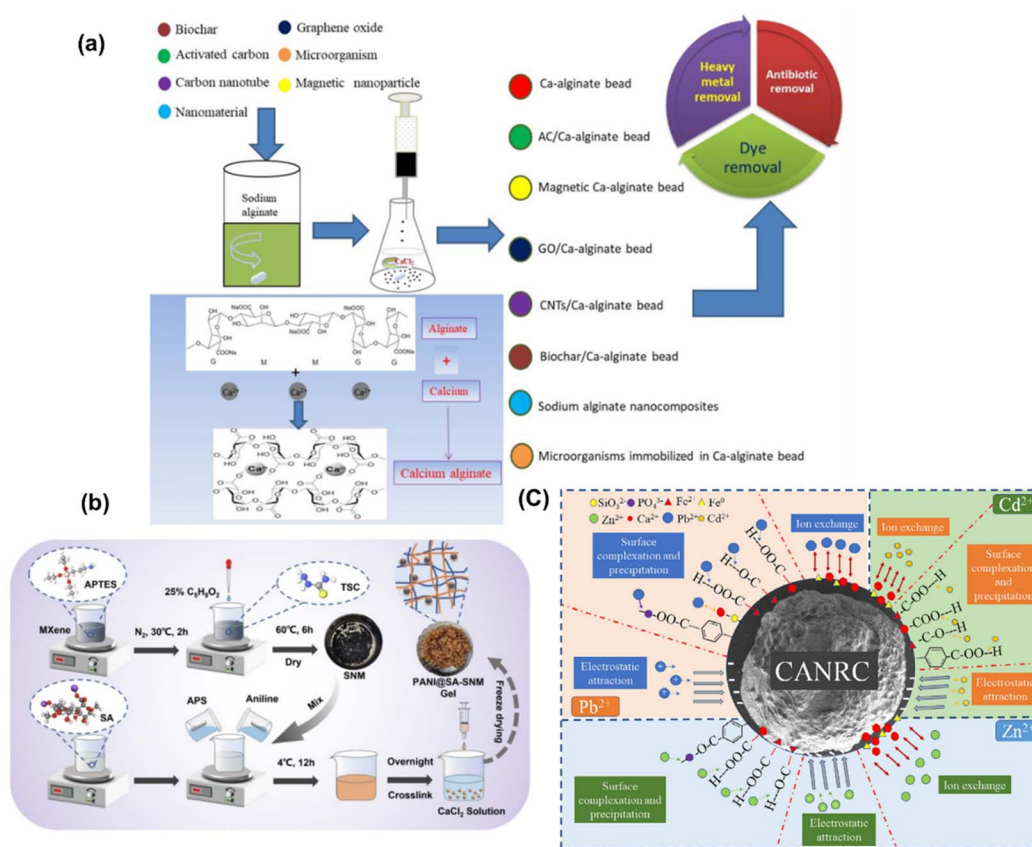 (a)
Biochar
Graphene oxide
Activated carbon
Microorganism
Carbon nanotube
Magnetic nanoparticle
Nanomaterial
Sodium
alginate
CaCl2
Ca-alginate bead
AC/Ca-alginate bead
Magnetic Ca-alginate bead
GO/Ca-alginate bead
CNTs/Ca-alginate bead
Biochar/Ca-alginate bead
Sodium alginate nanocomposites
Microorganisms immobilized in Ca-alginate bead
Heavy
metal
removal
Antibiotic
removal
Dye
removal
G M M G G
+
Ca²⁺ Ca²⁺ Ca²⁺
Ca²⁺ Ca²⁺
Alginate
+
Calcium
Calcium alginate
(b)
APTES
MXene
N₂, 30℃, 2h
25% C₅H₈O₂
TSC
60℃, 6h
Dry
SNM
PANI@SA-SNM
Gel
SA
APS
Aniline
Mix
4℃, 12h
Overnight
Crosslink
Freeze drying
CaCl₂ Solution
(C)
SiO₃²⁻ PO₄³⁻ Fe²⁺ Fe⁰
Zn²⁺ Ca²⁺ Pb²⁺ Cd²⁺
Surface
complexation and
precipitation
Ion exchange
Electrostatic
attraction
Pb²⁺
CANRC
Cd²⁺
Ion exchange
Surface
complexation
and
precipitation
Electrostatic
attraction
Zn²⁺
Surface
complexation and
precipitation
Electrostatic
attraction
Ion exchange